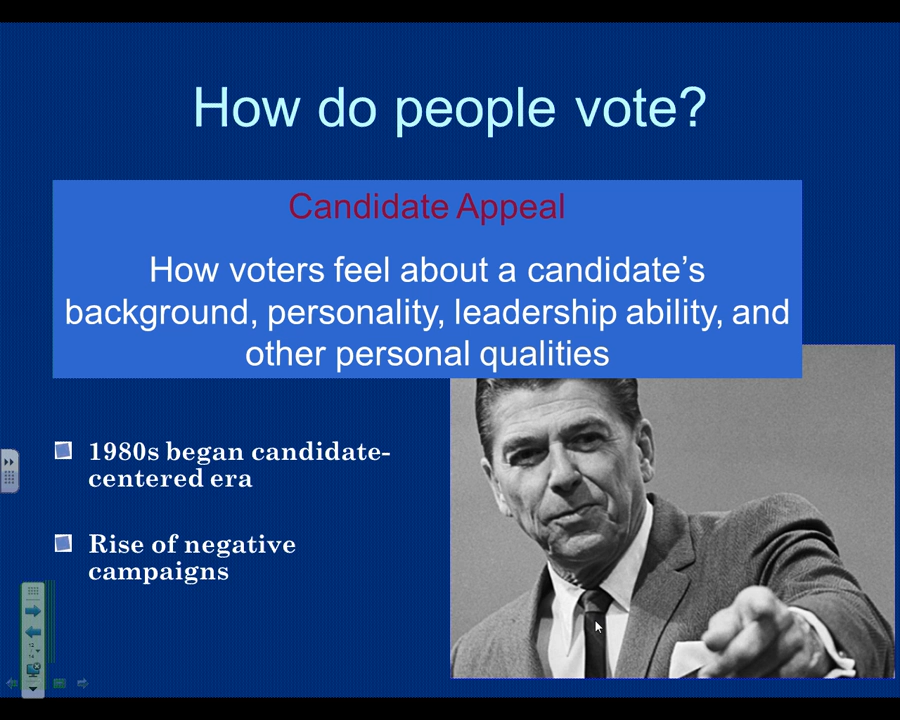 How do people vote?
Candidate Appeal
How voters feel about a candidate’s
background, personality, leadership ability, and
other personal qualities
1980s began candidate-
centered era
Rise of negative
campaigns